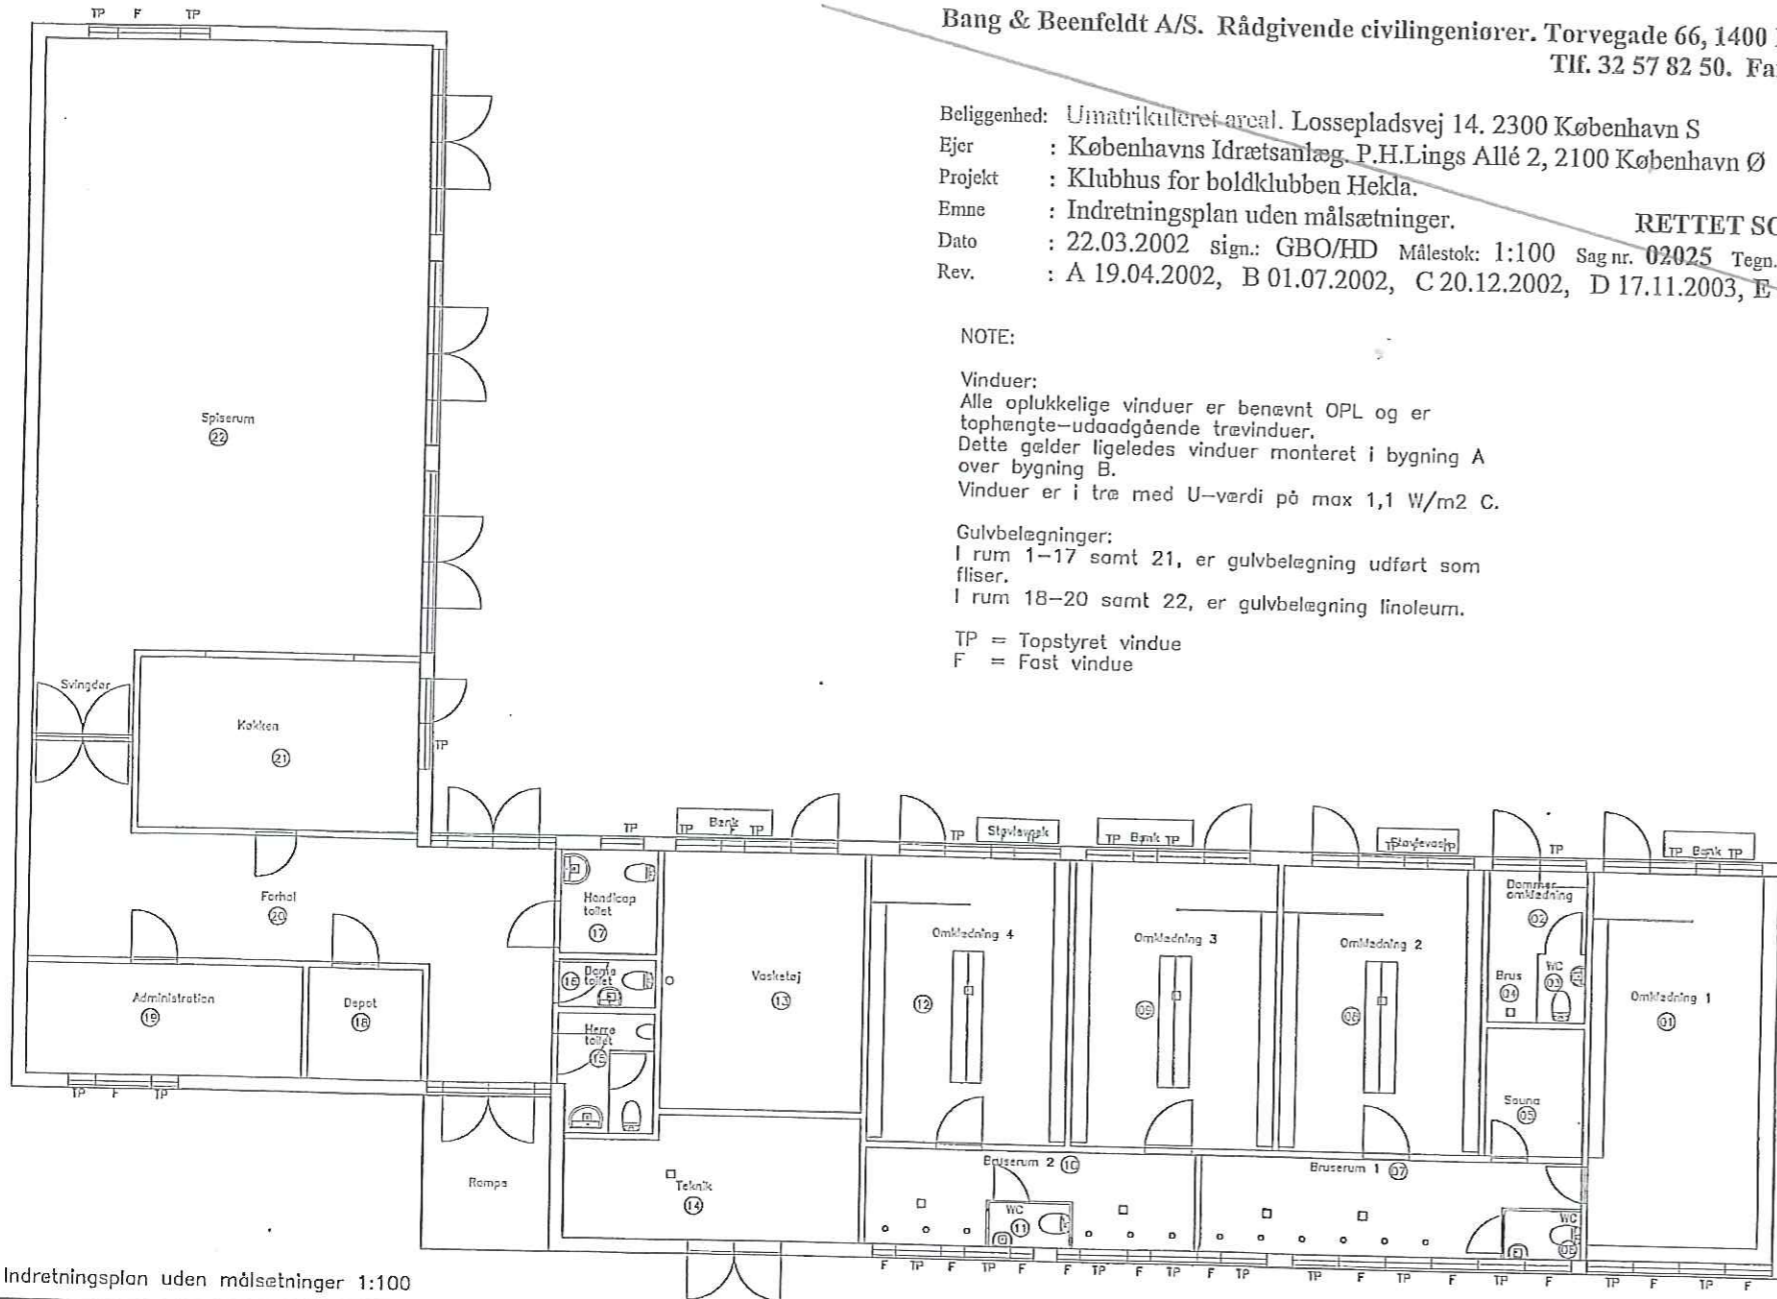 Bang & Beenfeldt A/S. Rådgivende civilingeniører. Torvegade 66, 1400
Tlf. 32 57 82 50. Fa
Beliggenhed: Umatrikuleret areal. Lossepladsvej 14. 2300 København S
Ejer : Københavns Idrætsanlæg. P.H.Lings Allé 2, 2100 København Ø
Projekt : Klubhus for boldklubben Hekla.
Emne : Indretningsplan uden målsætninger.
RETTET SO
Dato : 22.03.2002 sign.: GBO/HD Målestok: 1:100 Sag nr. 02025 Tegn.
Rev. : A 19.04.2002, B 01.07.2002, C 20.12.2002, D 17.11.2003, E
NOTE:
Vinduer:
Alle oplukkelige vinduer er benævnt OPL og er
tophængte-udaadgående trævinduer.
Dette gælder ligeledes vinduer monteret i bygning A
over bygning B.
Vinduer er i træ med U-værdi på max 1,1 W/m2 C.
Gulvbelægninger:
I rum 1-17 samt 21, er gulvbelægning udført som
fliser.
I rum 18-20 samt 22, er gulvbelægning linoleum.
TP = Topstyret vindue
F = Fast vindue
TP F TP
Spiserum
22
Svingdør
Køkken
21
TP
TP
TP Bænk F TP
TP
Støvlevask
TP
TP Bænk TP
TP Støvlevask TP
TP
TP Bænk TP
Forhal
20
Handicap
toilet
17
Dame
toilet
16
Herre
toilet
15
Vasketøj
13
Omklædning 4
12
Omklædning 3
09
Omklædning 2
08
Dommer
omklædning
02
Brus
04
WC
03
Omklædning 1
01
Sauna
05
Administration
19
Depot
18
TP F TP
Rampe
Teknik
14
Bruserum 2 10
WC
11
Bruserum 1 07
WC
06
F TP F TP F F TP F TP F TP TP F TP F TP F TP F TP F
Indretningsplan uden målsætninger 1:100